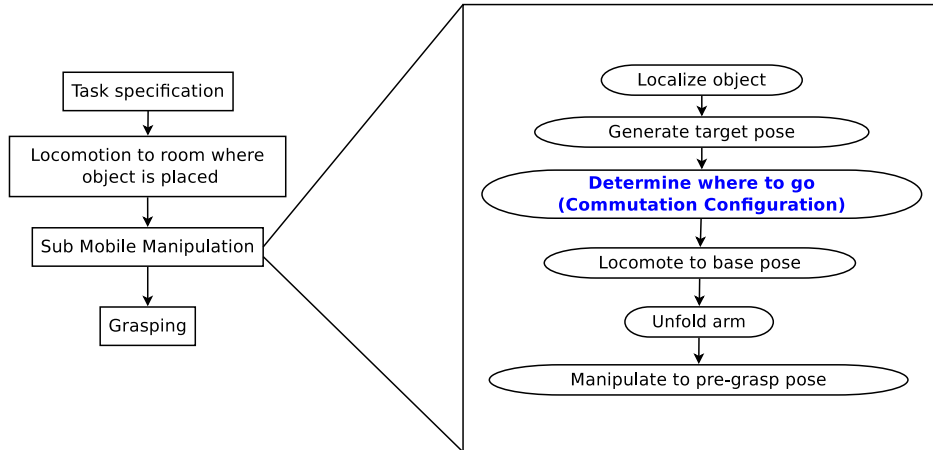 Task specification
Locomotion to room where
object is placed
Sub Mobile Manipulation
Grasping
Localize object
Generate target pose
Determine where to go
(Commutation Configuration)
Locomote to base pose
Unfold arm
Manipulate to pre-grasp pose